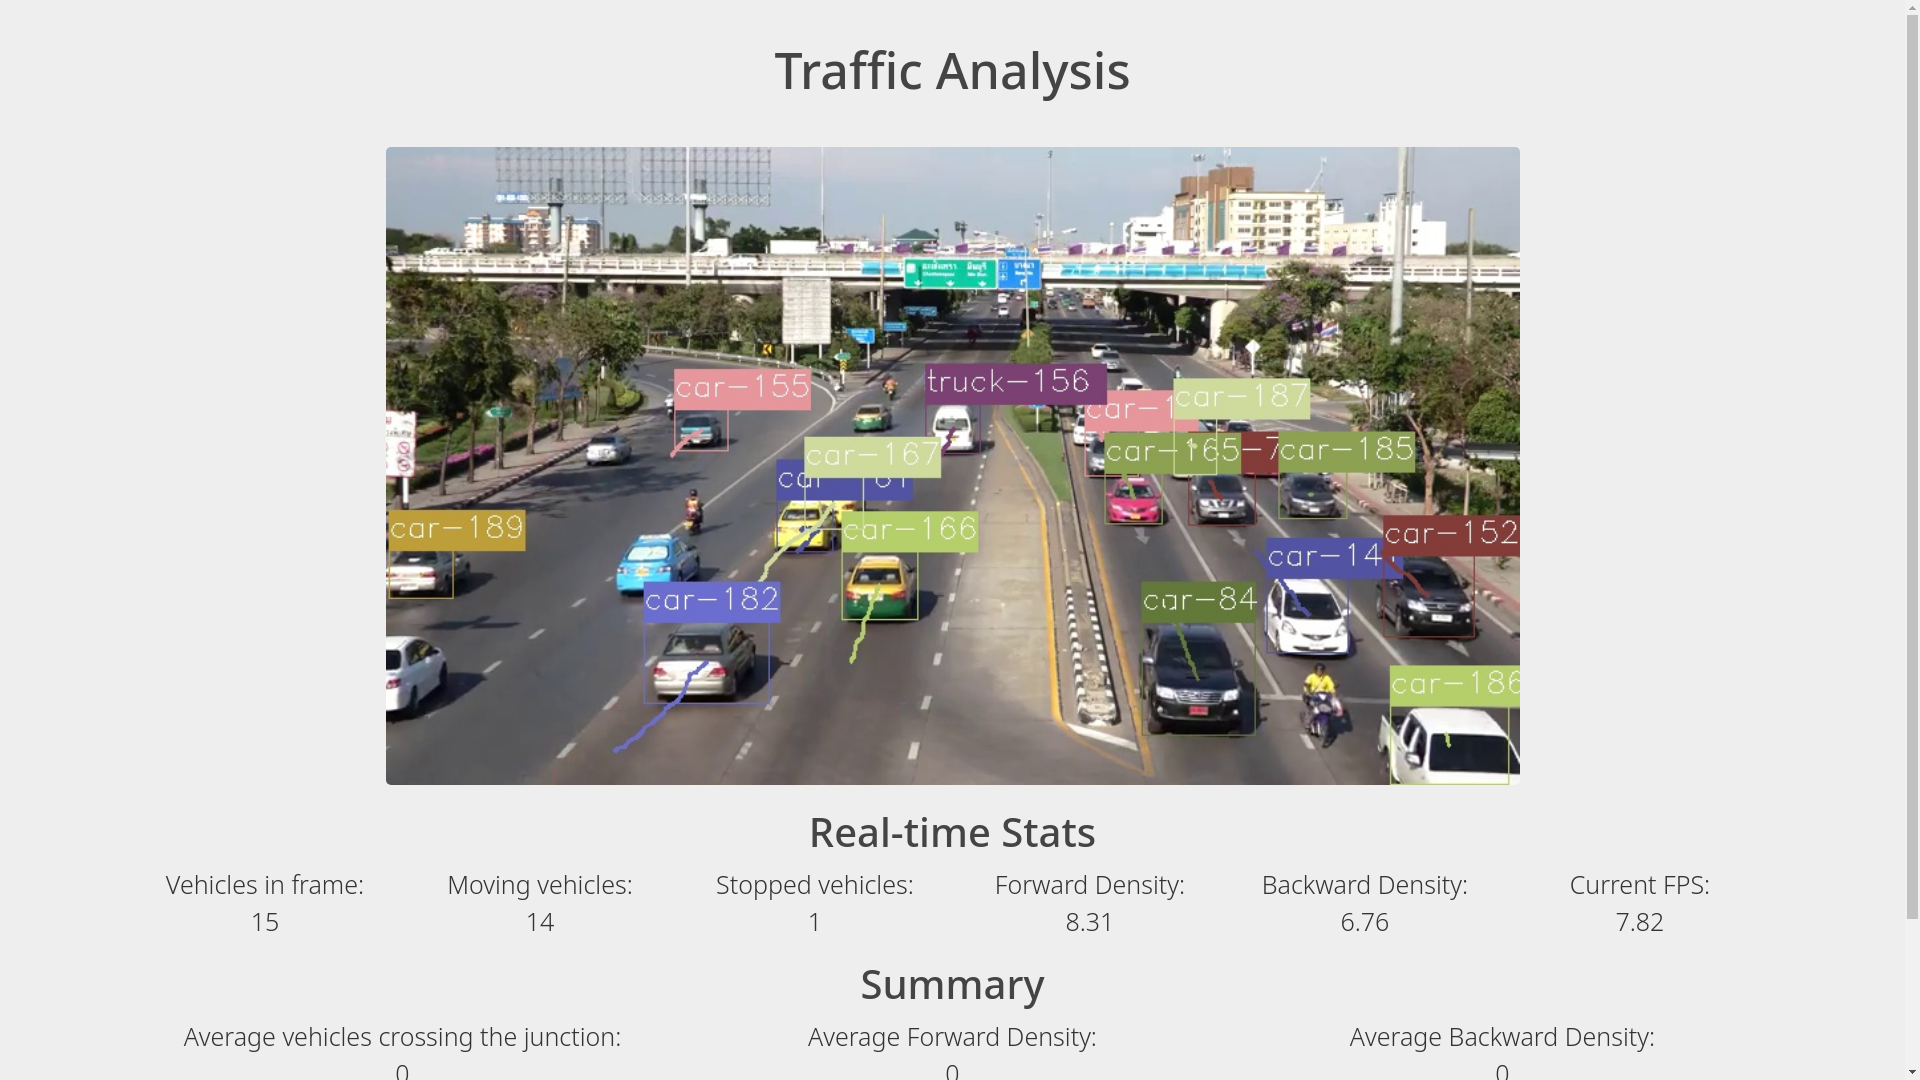 Traffic Analysis
car-155
truck-156
car-187
car-1
car-167
car-165
-7
car-185
car-189
car-166
car-152
car-14
car-182
car-84
car-186
Real-time Stats
Vehicles in frame:
15
Moving vehicles:
14
Stopped vehicles:
1
Forward Density:
8.31
Backward Density:
6.76
Current FPS:
7.82
Summary
Average vehicles crossing the junction:
0
Average Forward Density:
0
Average Backward Density:
0